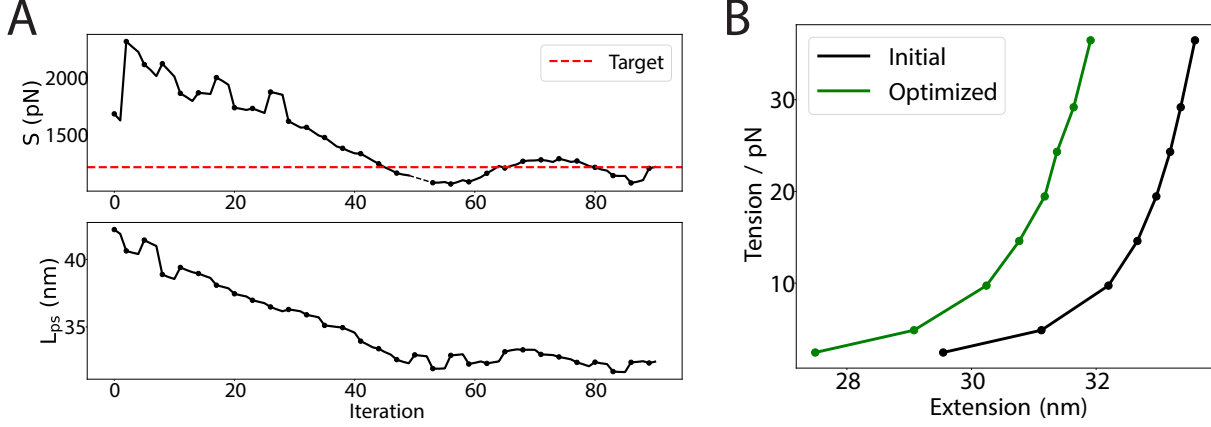 A
S (pN)
2000
1500
Target
0 20 40 60 80
L_ps (nm)
40
35
0 20 40 60 80
Iteration
B
Tension / pN
30
20
10
Initial
Optimized
28 30 32
Extension (nm)